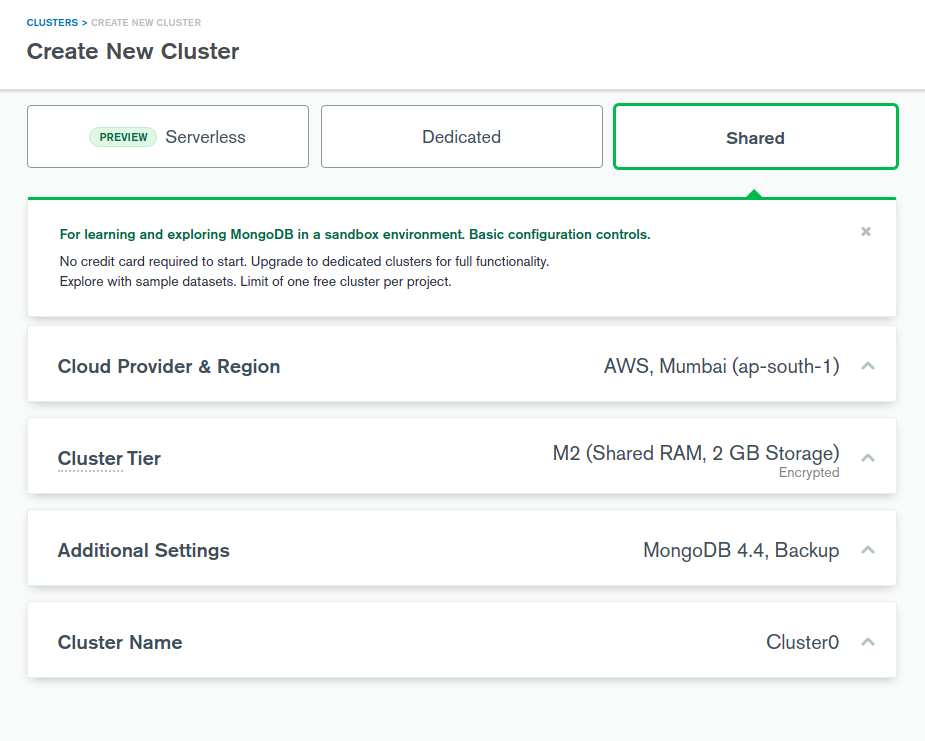 CLUSTERS > CREATE NEW CLUSTER
Create New Cluster
PREVIEW Serverless
Dedicated
Shared
For learning and exploring MongoDB in a sandbox environment. Basic configuration controls.
No credit card required to start. Upgrade to dedicated clusters for full functionality.
Explore with sample datasets. Limit of one free cluster per project.
Cloud Provider & Region
AWS, Mumbai (ap-south-1)
Cluster Tier
M2 (Shared RAM, 2 GB Storage)
Encrypted
Additional Settings
MongoDB 4.4, Backup
Cluster Name
Cluster0